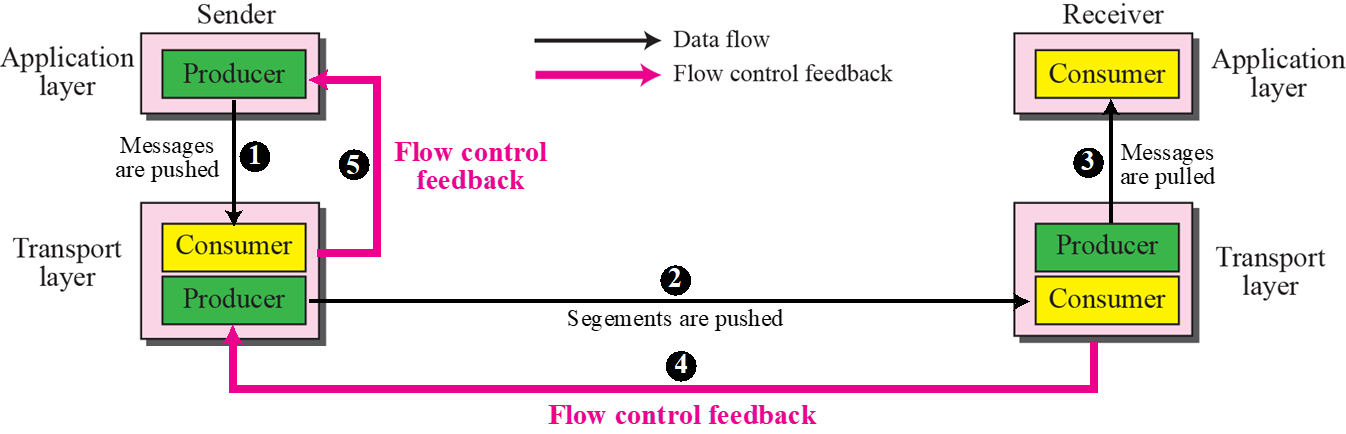 Sender
Receiver
Application
layer
Producer
Data flow
Flow control feedback
Consumer
Application
layer
Messages
are pushed
1
5
Flow control
feedback
3
Messages
are pulled
Transport
layer
Consumer
Producer
2
Segements are pushed
Producer
Consumer
Transport
layer
4
Flow control feedback